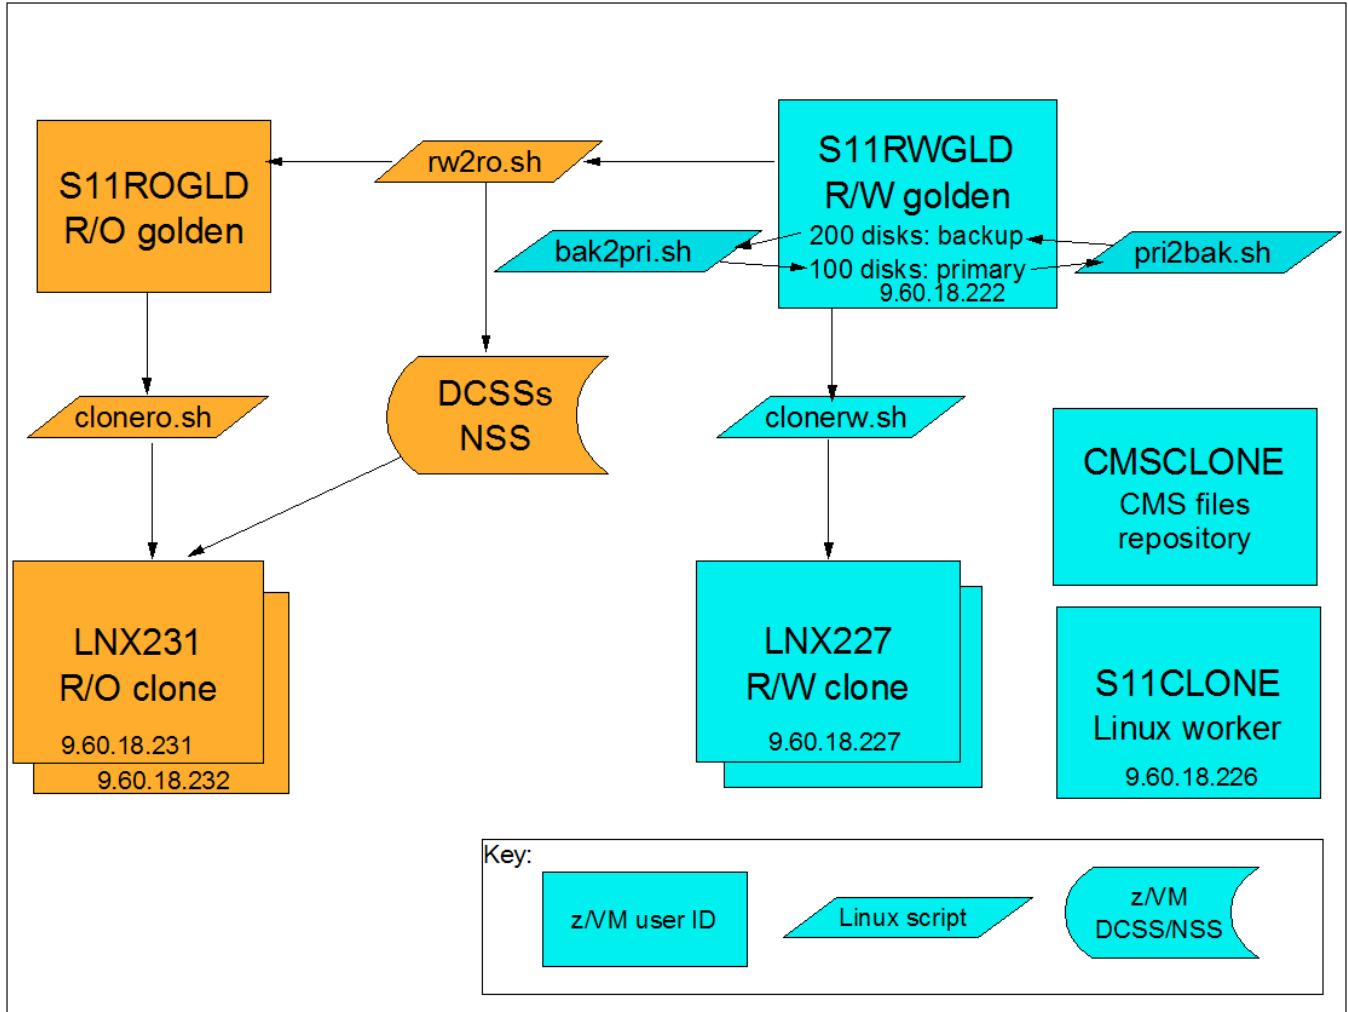 S11ROGLD
R/O golden
rw2ro.sh
S11RWGLD
R/W golden
200 disks: backup
100 disks: primary
9.60.18.222
bak2pri.sh
pri2bak.sh
clonero.sh
DCSSs
NSS
clonerw.sh
CMSCLONE
CMS files
repository
LNX231
R/O clone
9.60.18.231
9.60.18.232
LNX227
R/W clone
9.60.18.227
S11CLONE
Linux worker
9.60.18.226
Key:
z/VM user ID
Linux script
z/VM
DCSS/NSS